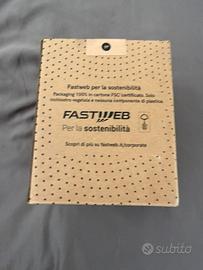 Fastweb per la sostenibilità
Packaging 100% in cartone FSC certificato. Solo
inchiostro vegetale e nessuna componente di plastica.
FASTWEB
Per la sostenibilità
Scopri di più su fastweb.it/corporate
subito